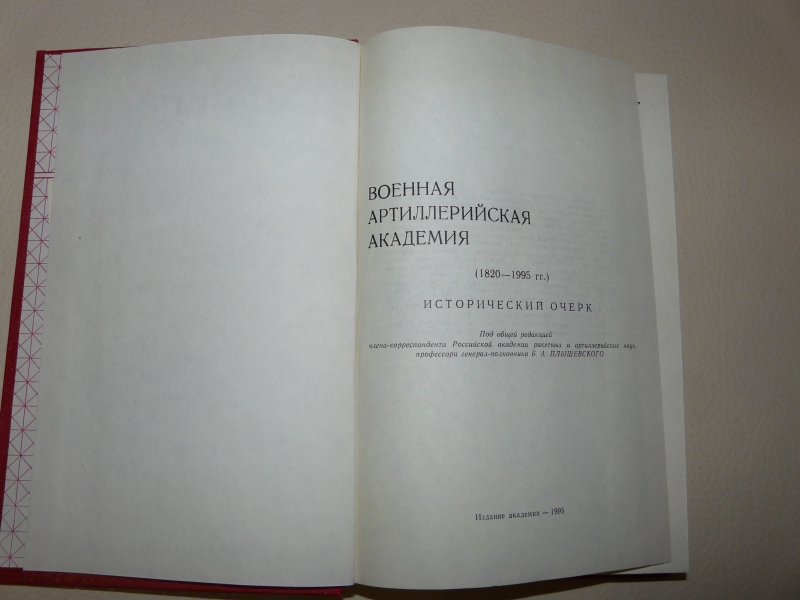 ВОЕННАЯ
АРТИЛЛЕРИЙСКАЯ
АКАДЕМИЯ
(1820—1995 гг.)
ИСТОРИЧЕСКИЙ ОЧЕРК
Под общей редакцией
члена-корреспондента Российской академии ракетных и артиллерийских наук,
профессора генерал-полковника Б. А. ПЛЫШЕВСКОГО
Издание академии — 1995